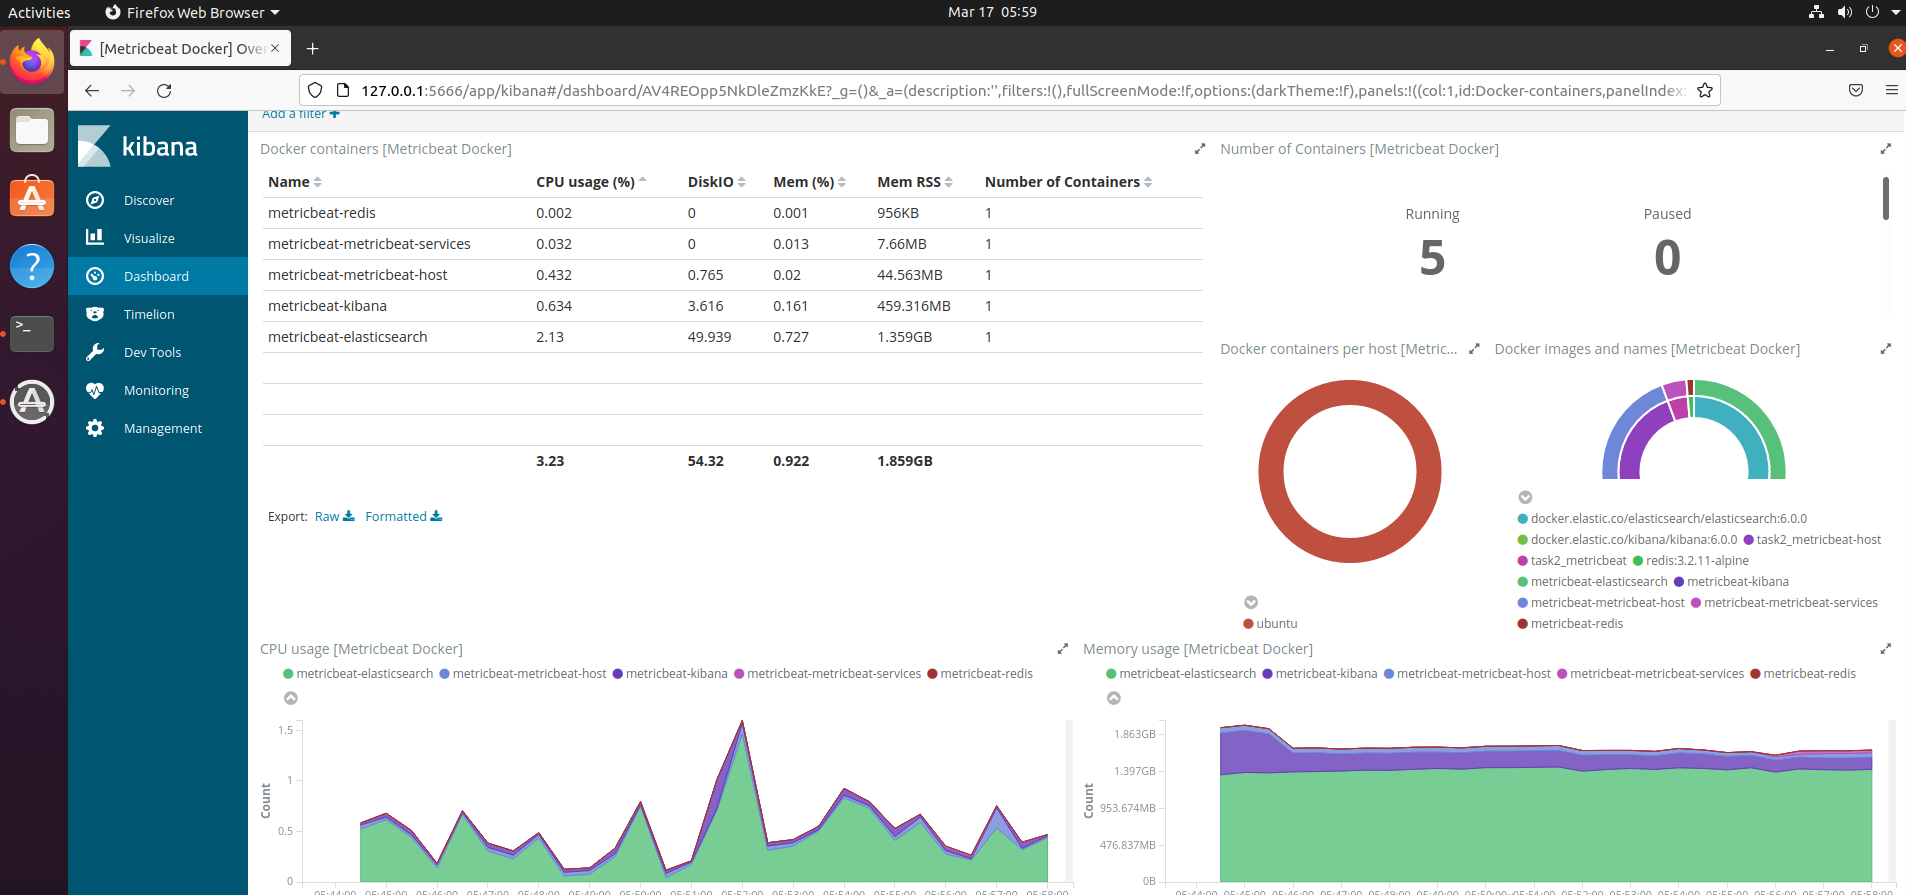 Activities Firefox Web Browser Mar 17 05:59
[Metricbeat Docker] Ove
127.0.0.1:5666/app/kibana#/dashboard/AV4REOpp5NkDleZmzKkE?_g=()&_a=(description:'',filters:!(),fullScreenMode:!f,options:(darkTheme:!f),panels:!((col:1,id:Docker-containers,panelIndex:
kibana
Discover
Visualize
Dashboard
Timelion
Dev Tools
Monitoring
Management
Add a filter +
Docker containers [Metricbeat Docker]
Name CPU usage (%) DiskIO Mem (%) Mem RSS Number of Containers
metricbeat-redis 0.002 0 0.001 956KB 1
metricbeat-metricbeat-services 0.032 0 0.013 7.66MB 1
metricbeat-metricbeat-host 0.432 0.765 0.02 44.563MB 1
metricbeat-kibana 0.634 3.616 0.161 459.316MB 1
metricbeat-elasticsearch 2.13 49.939 0.727 1.359GB 1
3.23 54.32 0.922 1.859GB
Export: Raw Formatted
Number of Containers [Metricbeat Docker]
Running Paused
5 0
Docker containers per host [Metric...
ubuntu
Docker images and names [Metricbeat Docker]
docker.elastic.co/elasticsearch/elasticsearch:6.0.0
docker.elastic.co/kibana/kibana:6.0.0 task2_metricbeat-host
task2_metricbeat redis:3.2.11-alpine
metricbeat-elasticsearch metricbeat-kibana
metricbeat-metricbeat-host metricbeat-metricbeat-services
metricbeat-redis
CPU usage [Metricbeat Docker]
metricbeat-elasticsearch metricbeat-metricbeat-host metricbeat-kibana metricbeat-metricbeat-services metricbeat-redis
1.5
1
0.5
0
Count
Memory usage [Metricbeat Docker]
metricbeat-elasticsearch metricbeat-kibana metricbeat-metricbeat-host metricbeat-metricbeat-services metricbeat-redis
1.863GB
1.397GB
953.674MB
476.837MB
0B
Count